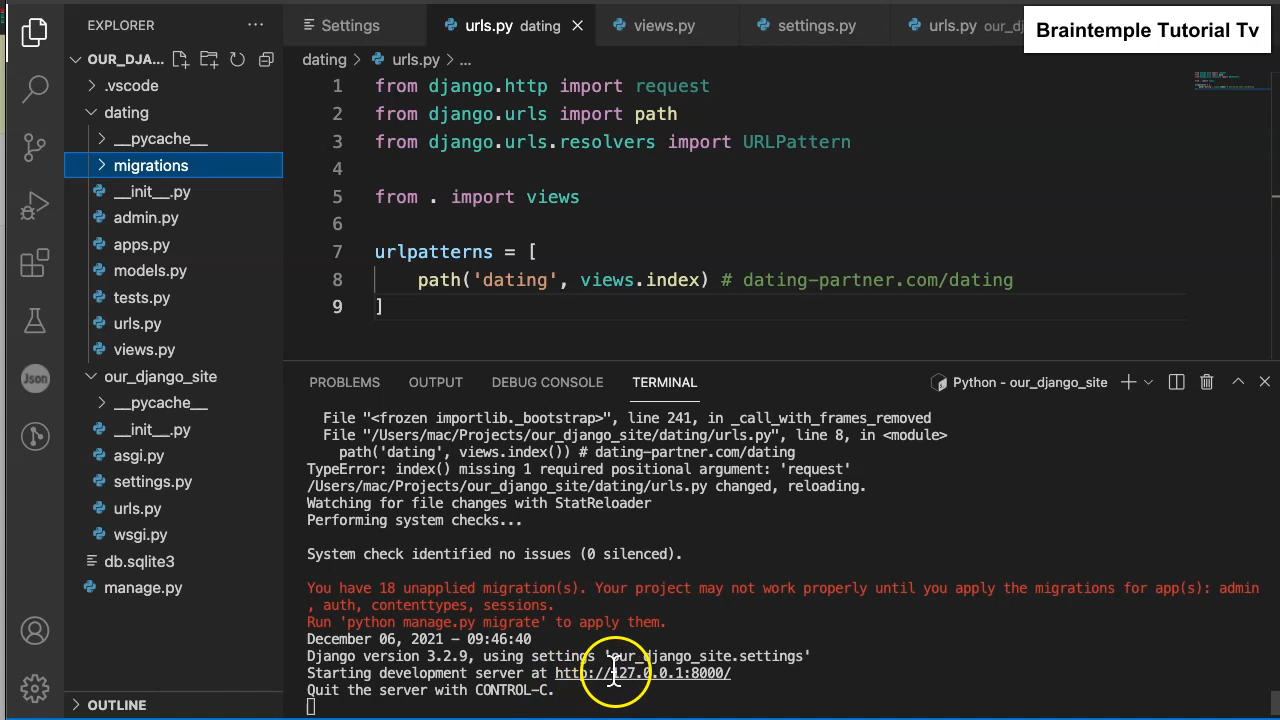 EXPLORER
Settings
urls.py dating
views.py
settings.py
urls.py our_d
Braintemple Tutorial Tv
OUR_DJA...
dating > urls.py > ...
.vscode
dating
__pycache__
migrations
__init__.py
admin.py
apps.py
models.py
tests.py
urls.py
views.py
our_django_site
__pycache__
__init__.py
asgi.py
settings.py
urls.py
wsgi.py
db.sqlite3
manage.py
OUTLINE
Json
1 from django.http import request
2 from django.urls import path
3 from django.urls.resolvers import URLPattern
4
5 from . import views
6
7 urlpatterns = [
8 path('dating', views.index) # dating-partner.com/dating
9 ]
PROBLEMS OUTPUT DEBUG CONSOLE TERMINAL
Python - our_django_site
File "<frozen importlib._bootstrap>", line 241, in _call_with_frames_removed
File "/Users/mac/Projects/our_django_site/dating/urls.py", line 8, in <module>
path('dating', views.index()) # dating-partner.com/dating
TypeError: index() missing 1 required positional argument: 'request'
/Users/mac/Projects/our_django_site/dating/urls.py changed, reloading.
Watching for file changes with StatReloader
Performing system checks...
System check identified no issues (0 silenced).
You have 18 unapplied migration(s). Your project may not work properly until you apply the migrations for app(s): admin
, auth, contenttypes, sessions.
Run 'python manage.py migrate' to apply them.
December 06, 2021 - 09:46:40
Django version 3.2.9, using settings 'our_django_site.settings'
Starting development server at http://127.0.0.1:8000/
Quit the server with CONTROL-C.